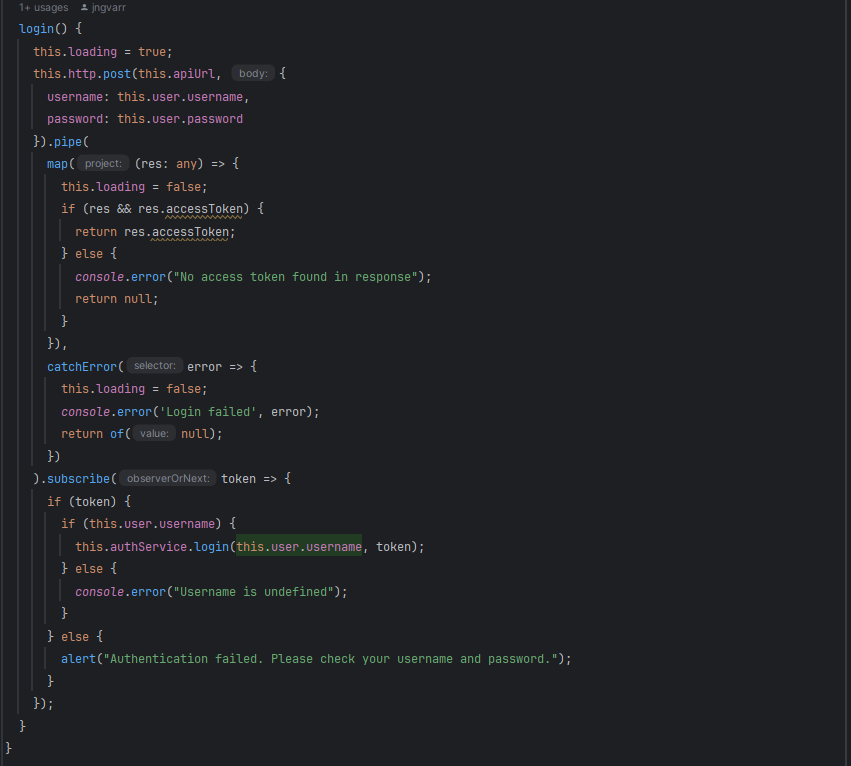 1+ usages jngvarr
login() {
this.loading = true;
this.http.post(this.apiUrl, body: {
username: this.user.username,
password: this.user.password
}).pipe(
map( project: (res: any) => {
this.loading = false;
if (res && res.accessToken) {
return res.accessToken;
} else {
console.error("No access token found in response");
return null;
}
}),
catchError( selector: error => {
this.loading = false;
console.error('Login failed', error);
return of( value: null);
})
).subscribe( observerOrNext: token => {
if (token) {
if (this.user.username) {
this.authService.login(this.user.username, token);
} else {
console.error("Username is undefined");
}
} else {
alert("Authentication failed. Please check your username and password.");
}
});
}
}